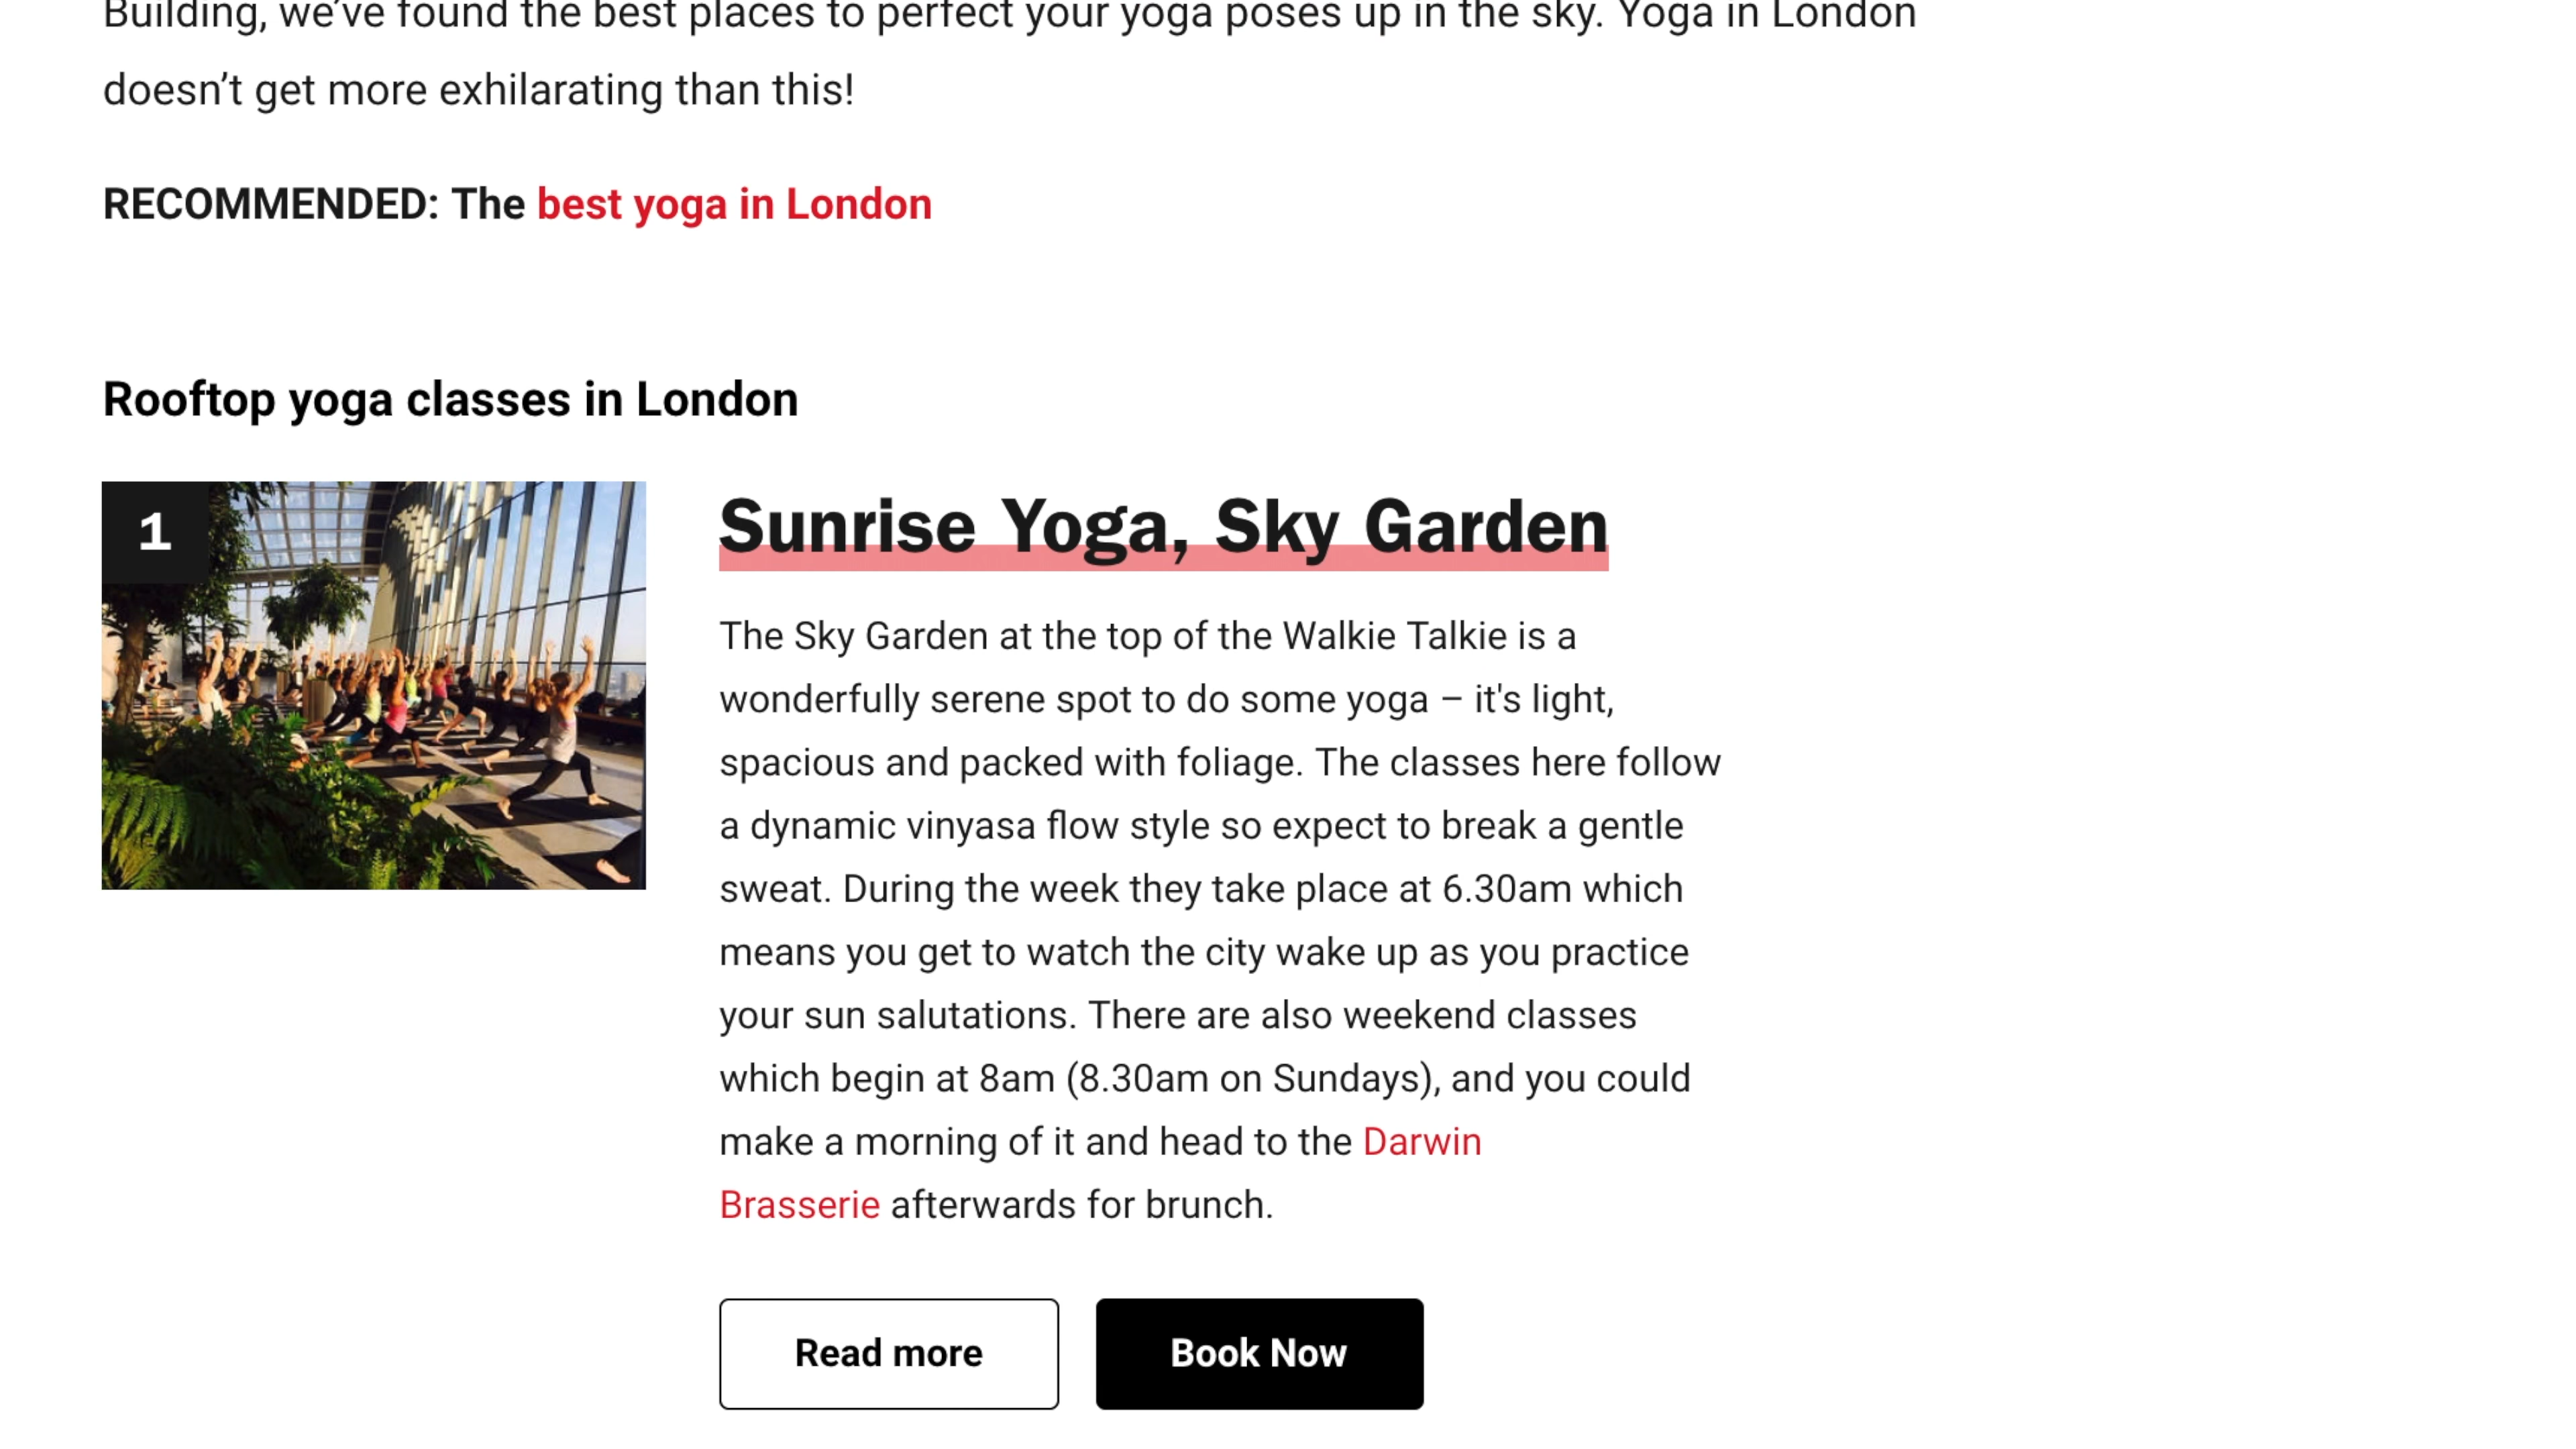 Building, we've found the best places to perfect your yoga poses up in the sky. Yoga in London
doesn’t get more exhilarating than this!
RECOMMENDED: The best yoga in London
Rooftop yoga classes in London
1
Sunrise Yoga, Sky Garden
The Sky Garden at the top of the Walkie Talkie is a
wonderfully serene spot to do some yoga – it's light,
spacious and packed with foliage. The classes here follow
a dynamic vinyasa flow style so expect to break a gentle
sweat. During the week they take place at 6.30am which
means you get to watch the city wake up as you practice
your sun salutations. There are also weekend classes
which begin at 8am (8.30am on Sundays), and you could
make a morning of it and head to the Darwin
Brasserie afterwards for brunch.
Read more
Book Now